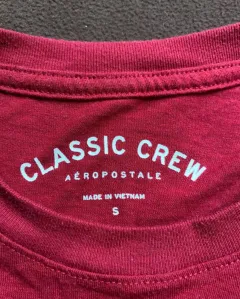 CLASSIC CREW
AÉROPOSTALE
MADE IN VIETNAM
S